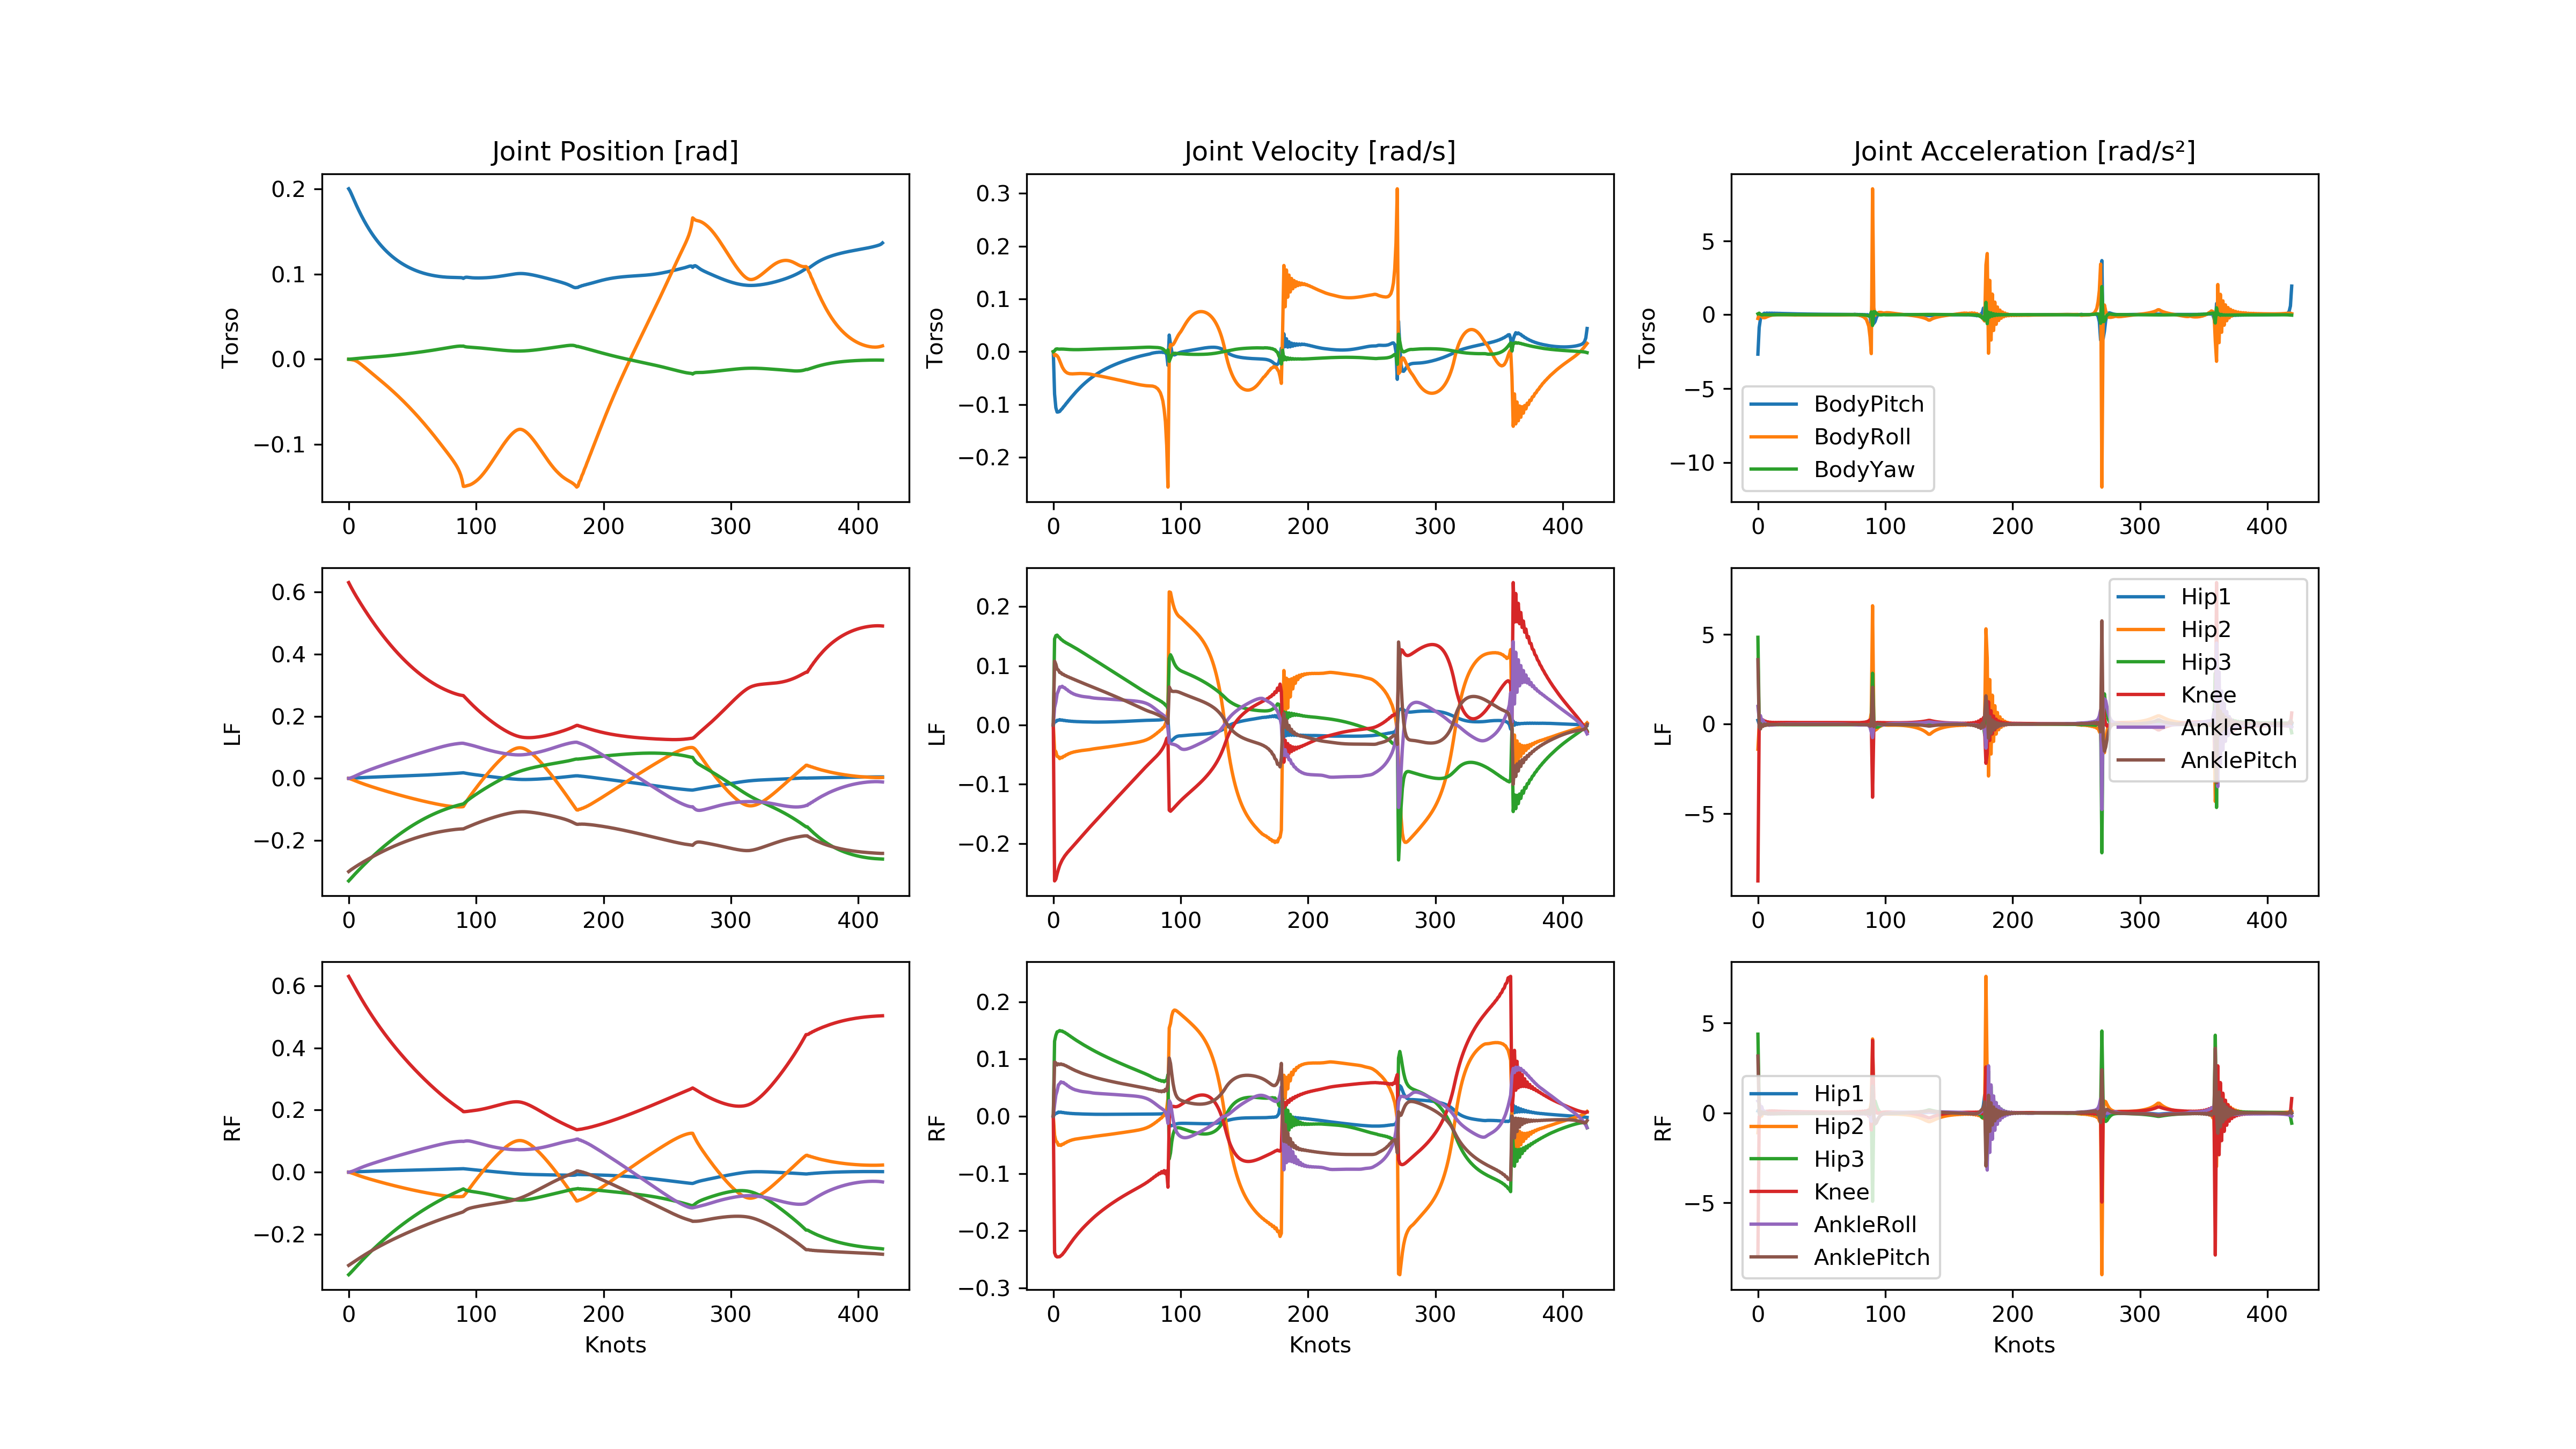 Joint Position [rad]
Joint Velocity [rad/s]
Joint Acceleration [rad/s²]
Torso
0.2
0.1
0.0
−0.1
0 100 200 300 400
Torso
0.3
0.2
0.1
0.0
−0.1
−0.2
0 100 200 300 400
Torso
5
0
−5
−10
BodyPitch
BodyRoll
BodyYaw
0 100 200 300 400
LF
0.6
0.4
0.2
0.0
−0.2
0 100 200 300 400
LF
0.2
0.1
0.0
−0.1
−0.2
0 100 200 300 400
LF
5
0
−5
Hip1
Hip2
Hip3
Knee
AnkleRoll
AnklePitch
0 100 200 300 400
RF
0.6
0.4
0.2
0.0
−0.2
0 100 200 300 400
Knots
RF
0.2
0.1
0.0
−0.1
−0.2
−0.3
0 100 200 300 400
Knots
RF
5
0
−5
Hip1
Hip2
Hip3
Knee
AnkleRoll
AnklePitch
0 100 200 300 400
Knots